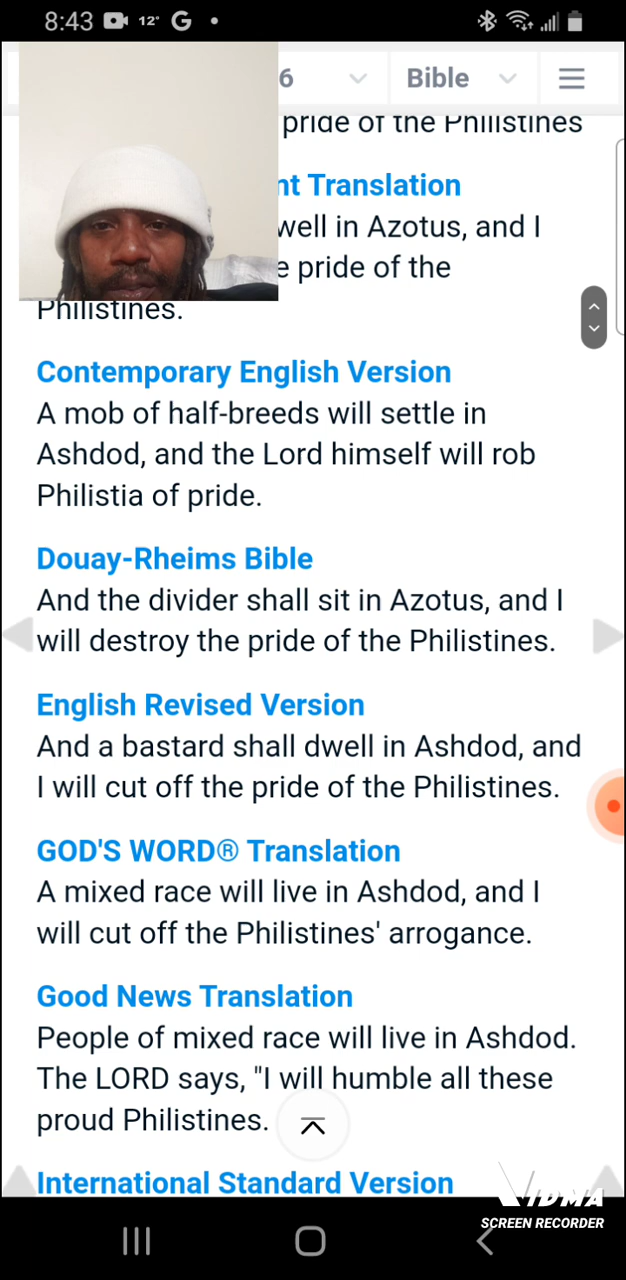 8:43 12° G
6 Bible
pride of the Philistines
nt Translation
well in Azotus, and I
e pride of the
Philistines.
Contemporary English Version
A mob of half-breeds will settle in
Ashdod, and the Lord himself will rob
Philistia of pride.
Douay-Rheims Bible
And the divider shall sit in Azotus, and I
will destroy the pride of the Philistines.
English Revised Version
And a bastard shall dwell in Ashdod, and
I will cut off the pride of the Philistines.
GOD'S WORD® Translation
A mixed race will live in Ashdod, and I
will cut off the Philistines' arrogance.
Good News Translation
People of mixed race will live in Ashdod.
The LORD says, "I will humble all these
proud Philistines.
International Standard Version
VIDMA
SCREEN RECORDER